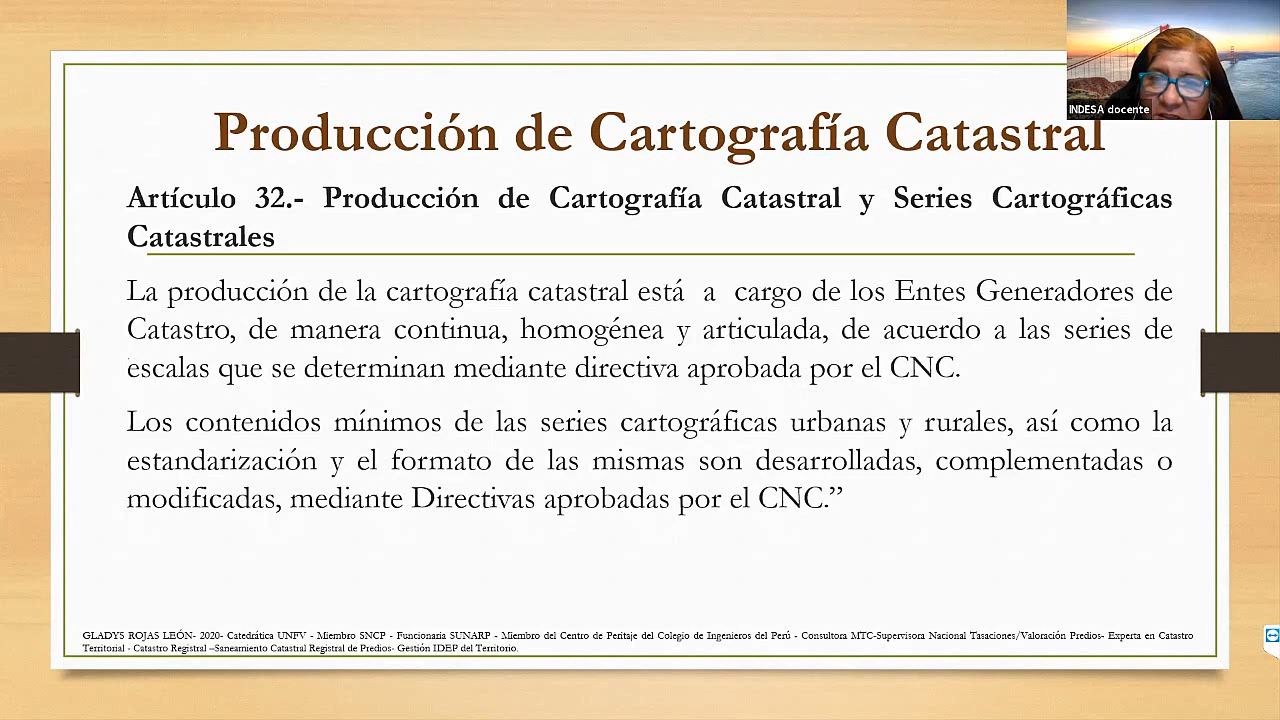 INDESA docente
Producción de Cartografía Catastral
Artículo 32.- Producción de Cartografía Catastral y Series Cartográficas
Catastrales
La producción de la cartografía catastral está a cargo de los Entes Generadores de
Catastro, de manera continua, homogénea y articulada, de acuerdo a las series de
escalas que se determinan mediante directiva aprobada por el CNC.
Los contenidos mínimos de las series cartográficas urbanas y rurales, así como la
estandarización y el formato de las mismas son desarrolladas, complementadas o
modificadas, mediante Directivas aprobadas por el CNC.”
GLADYS ROJAS LEÓN- 2020- Catedrática UNFV - Miembro SNCP - Funcionaria SUNARP - Miembro del Centro de Peritaje del Colegio de Ingenieros del Perú - Consultora MTC-Supervisora Nacional Tasaciones/Valoración Predios- Experta en Catastro
Territorial - Catastro Registral –Saneamiento Catastral Registral de Predios- Gestión IDEP del Territorio.